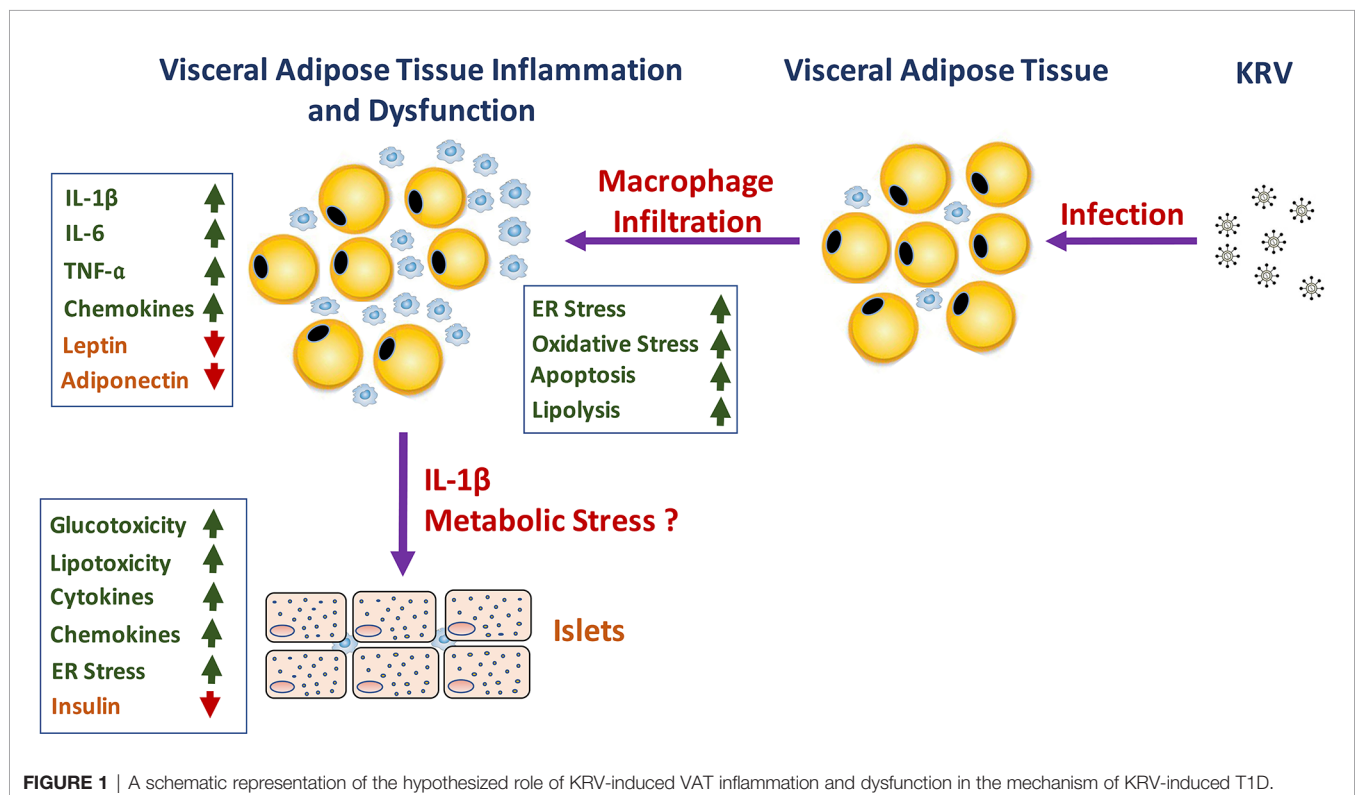 Visceral Adipose Tissue Inflammation
and Dysfunction
Visceral Adipose Tissue
KRV
IL-1β
IL-6
TNF-α
Chemokines
Leptin
Adiponectin
Macrophage
Infiltration
Infection
ER Stress
Oxidative Stress
Apoptosis
Lipolysis
IL-1β
Metabolic Stress ?
Glucotoxicity
Lipotoxicity
Cytokines
Chemokines
ER Stress
Insulin
Islets
FIGURE 1 | A schematic representation of the hypothesized role of KRV-induced VAT inflammation and dysfunction in the mechanism of KRV-induced T1D.